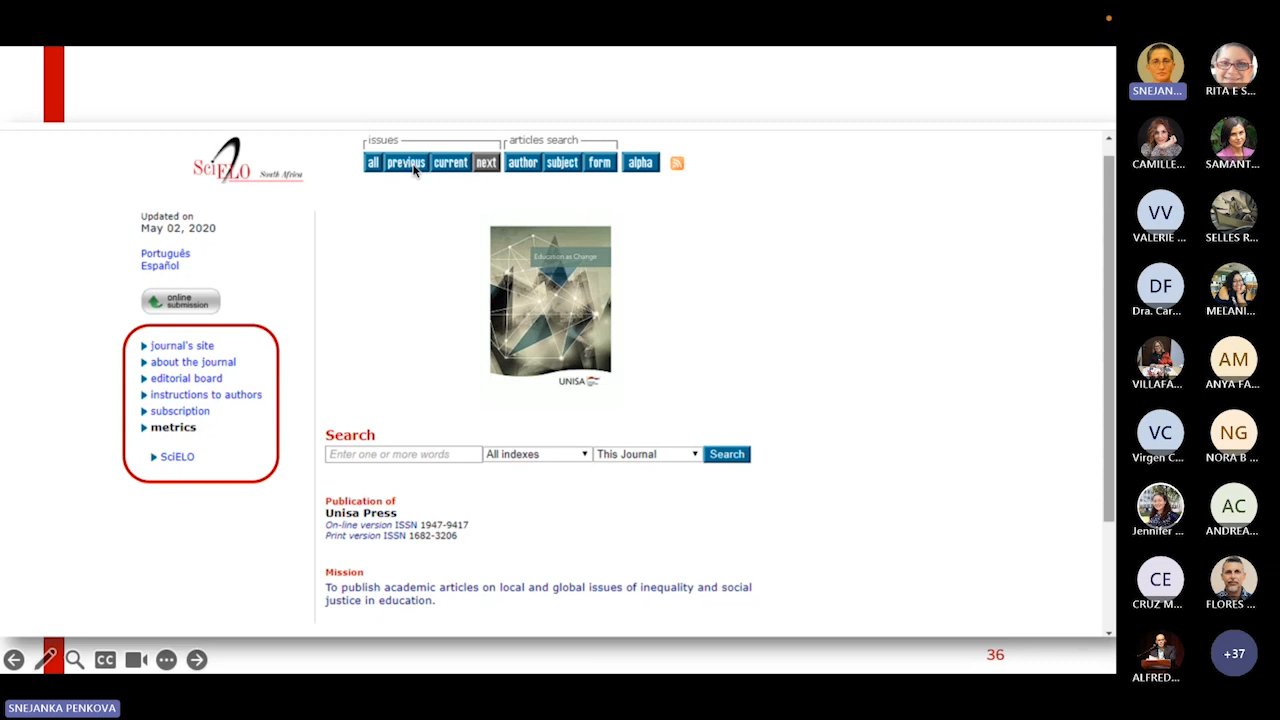 issues
articles search
all previous current next author subject form alpha
SciELO South Africa
Updated on
May 02, 2020
Português
Español
online
submission
journal's site
about the journal
editorial board
instructions to authors
subscription
metrics
SciELO
Education as Change
UNISA
Search
Enter one or more words All indexes This Journal Search
Publication of
Unisa Press
On-line version ISSN 1947-9417
Print version ISSN 1682-3206
Mission
To publish academic articles on local and global issues of inequality and social
justice in education.
CC
36
SNEJANKA PENKOVA
SNEJAN... RITA E S...
CAMILLE... SAMANT...
VV
VALERIE ... SELLES R...
DF
Dra. Car... MELANI...
AM
VILLAFA... ANYA FA...
VC NG
Virgen C... NORA B ...
AC
Jennifer ... ANDREA...
CE
CRUZ M... FLORES ...
+37
ALFRED...